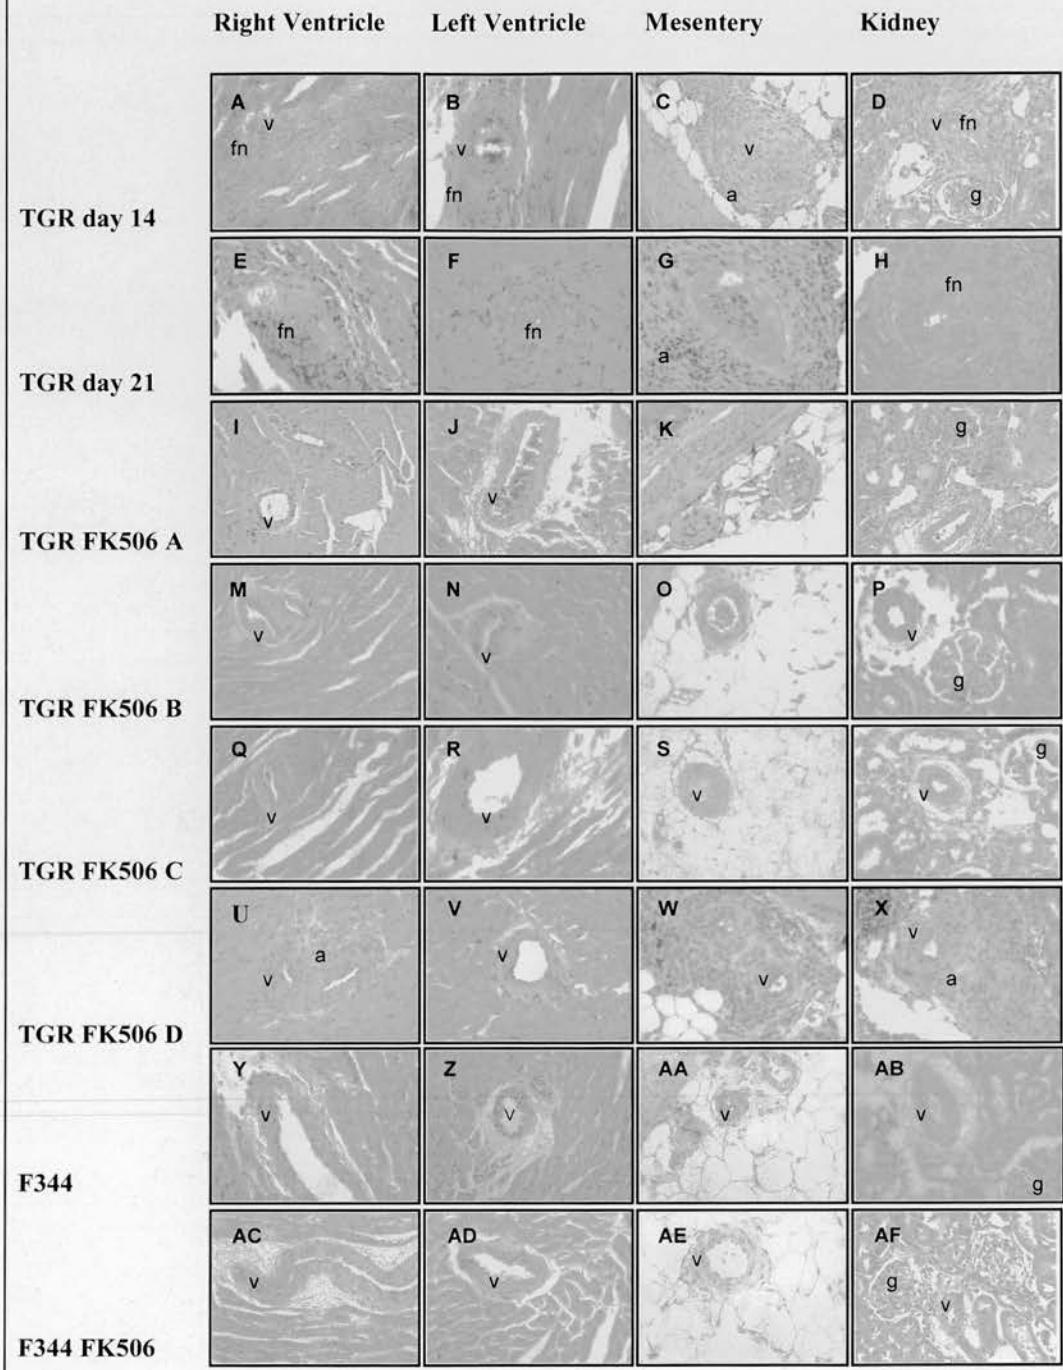 Right Ventricle Left Ventricle Mesentery Kidney
A B C D
v v v v fn
fn fn a g
TGR day 14
E F G H
fn fn a fn
TGR day 21
I J K L g
v v
TGR FK506 A
M N O P
v v v
g
TGR FK506 B
Q R S g
v v v v
TGR FK506 C
U V W X
a v v
v v a
TGR FK506 D
Y Z AA AB
v v v v
g
F344
AC AD AE AF
v v v g v
F344 FK506